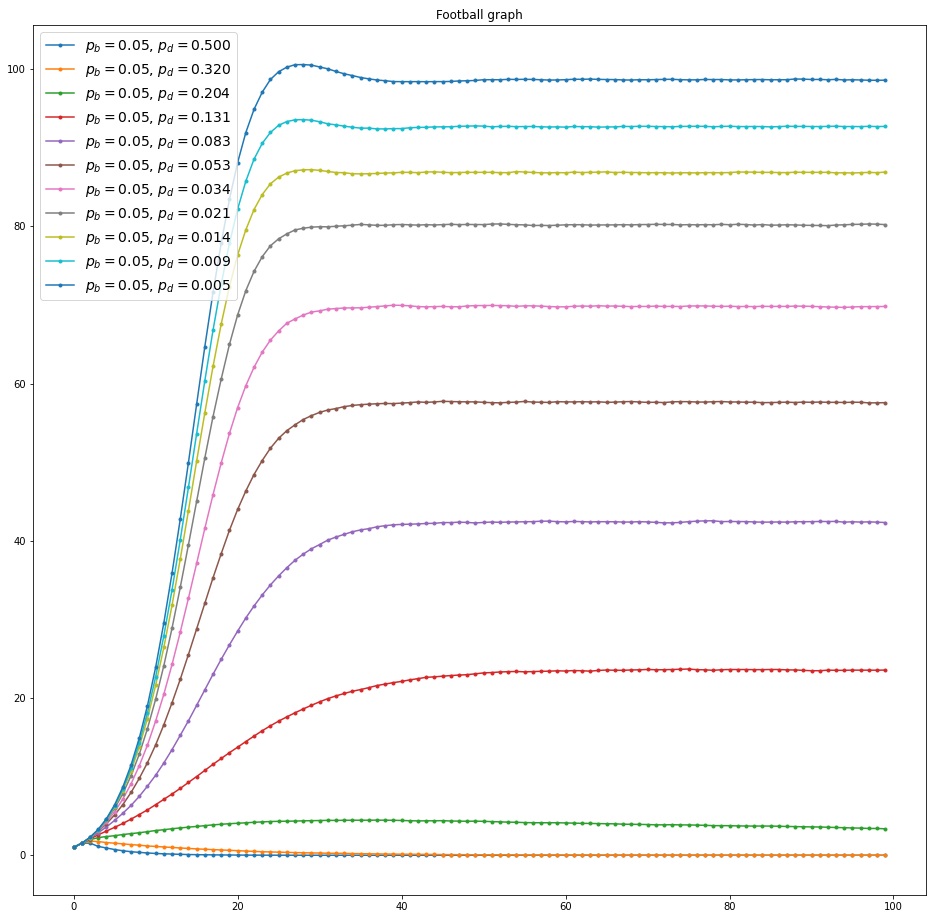 Football graph
p_b = 0.05, p_d = 0.500
p_b = 0.05, p_d = 0.320
p_b = 0.05, p_d = 0.204
p_b = 0.05, p_d = 0.131
p_b = 0.05, p_d = 0.083
p_b = 0.05, p_d = 0.053
p_b = 0.05, p_d = 0.034
p_b = 0.05, p_d = 0.021
p_b = 0.05, p_d = 0.014
p_b = 0.05, p_d = 0.009
p_b = 0.05, p_d = 0.005
100
80
60
40
20
0
0 20 40 60 80 100